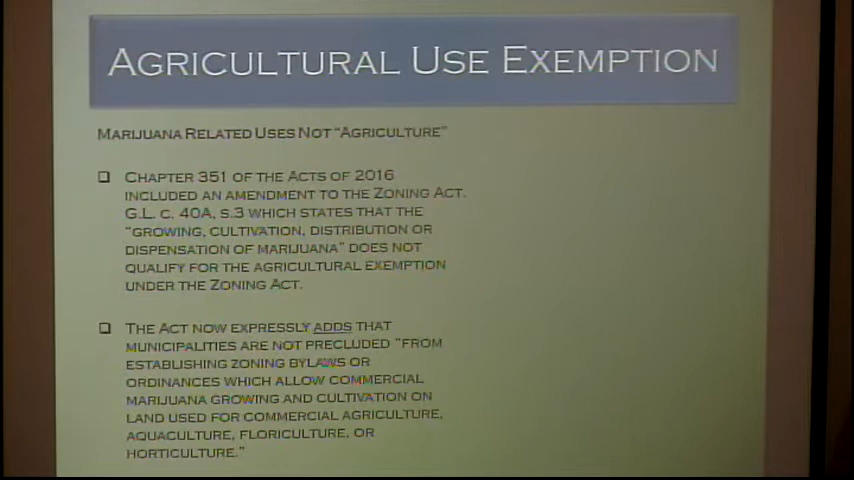 AGRICULTURAL USE EXEMPTION
MARIJUANA RELATED USES NOT "AGRICULTURE"
CHAPTER 351 OF THE ACTS OF 2016
INCLUDED AN AMENDMENT TO THE ZONING ACT.
G.L. C. 40A, S.3 WHICH STATES THAT THE
"GROWING, CULTIVATION, DISTRIBUTION OR
DISPENSATION OF MARIJUANA" DOES NOT
QUALIFY FOR THE AGRICULTURAL EXEMPTION
UNDER THE ZONING ACT.
THE ACT NOW EXPRESSLY ADDS THAT
MUNICIPALITIES ARE NOT PRECLUDED "FROM
ESTABLISHING ZONING BYLAWS OR
ORDINANCES WHICH ALLOW COMMERCIAL
MARIJUANA GROWING AND CULTIVATION ON
LAND USED FOR COMMERCIAL AGRICULTURE,
AQUACULTURE, FLORICULTURE, OR
HORTICULTURE."